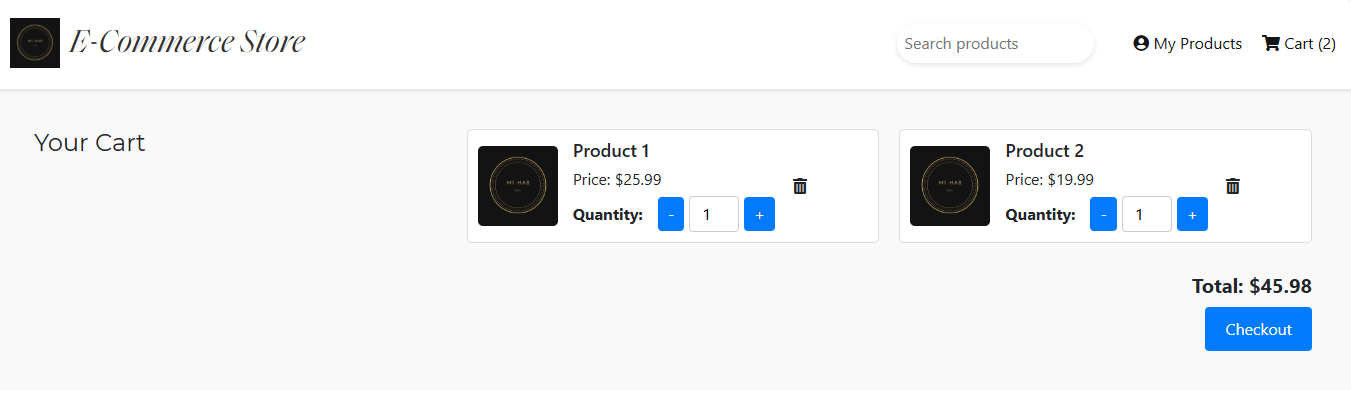 E-Commerce Store
Search products
My Products
Cart (2)
Your Cart
Product 1
Price: $25.99
Quantity: - 1 +
Product 2
Price: $19.99
Quantity: - 1 +
Total: $45.98
Checkout